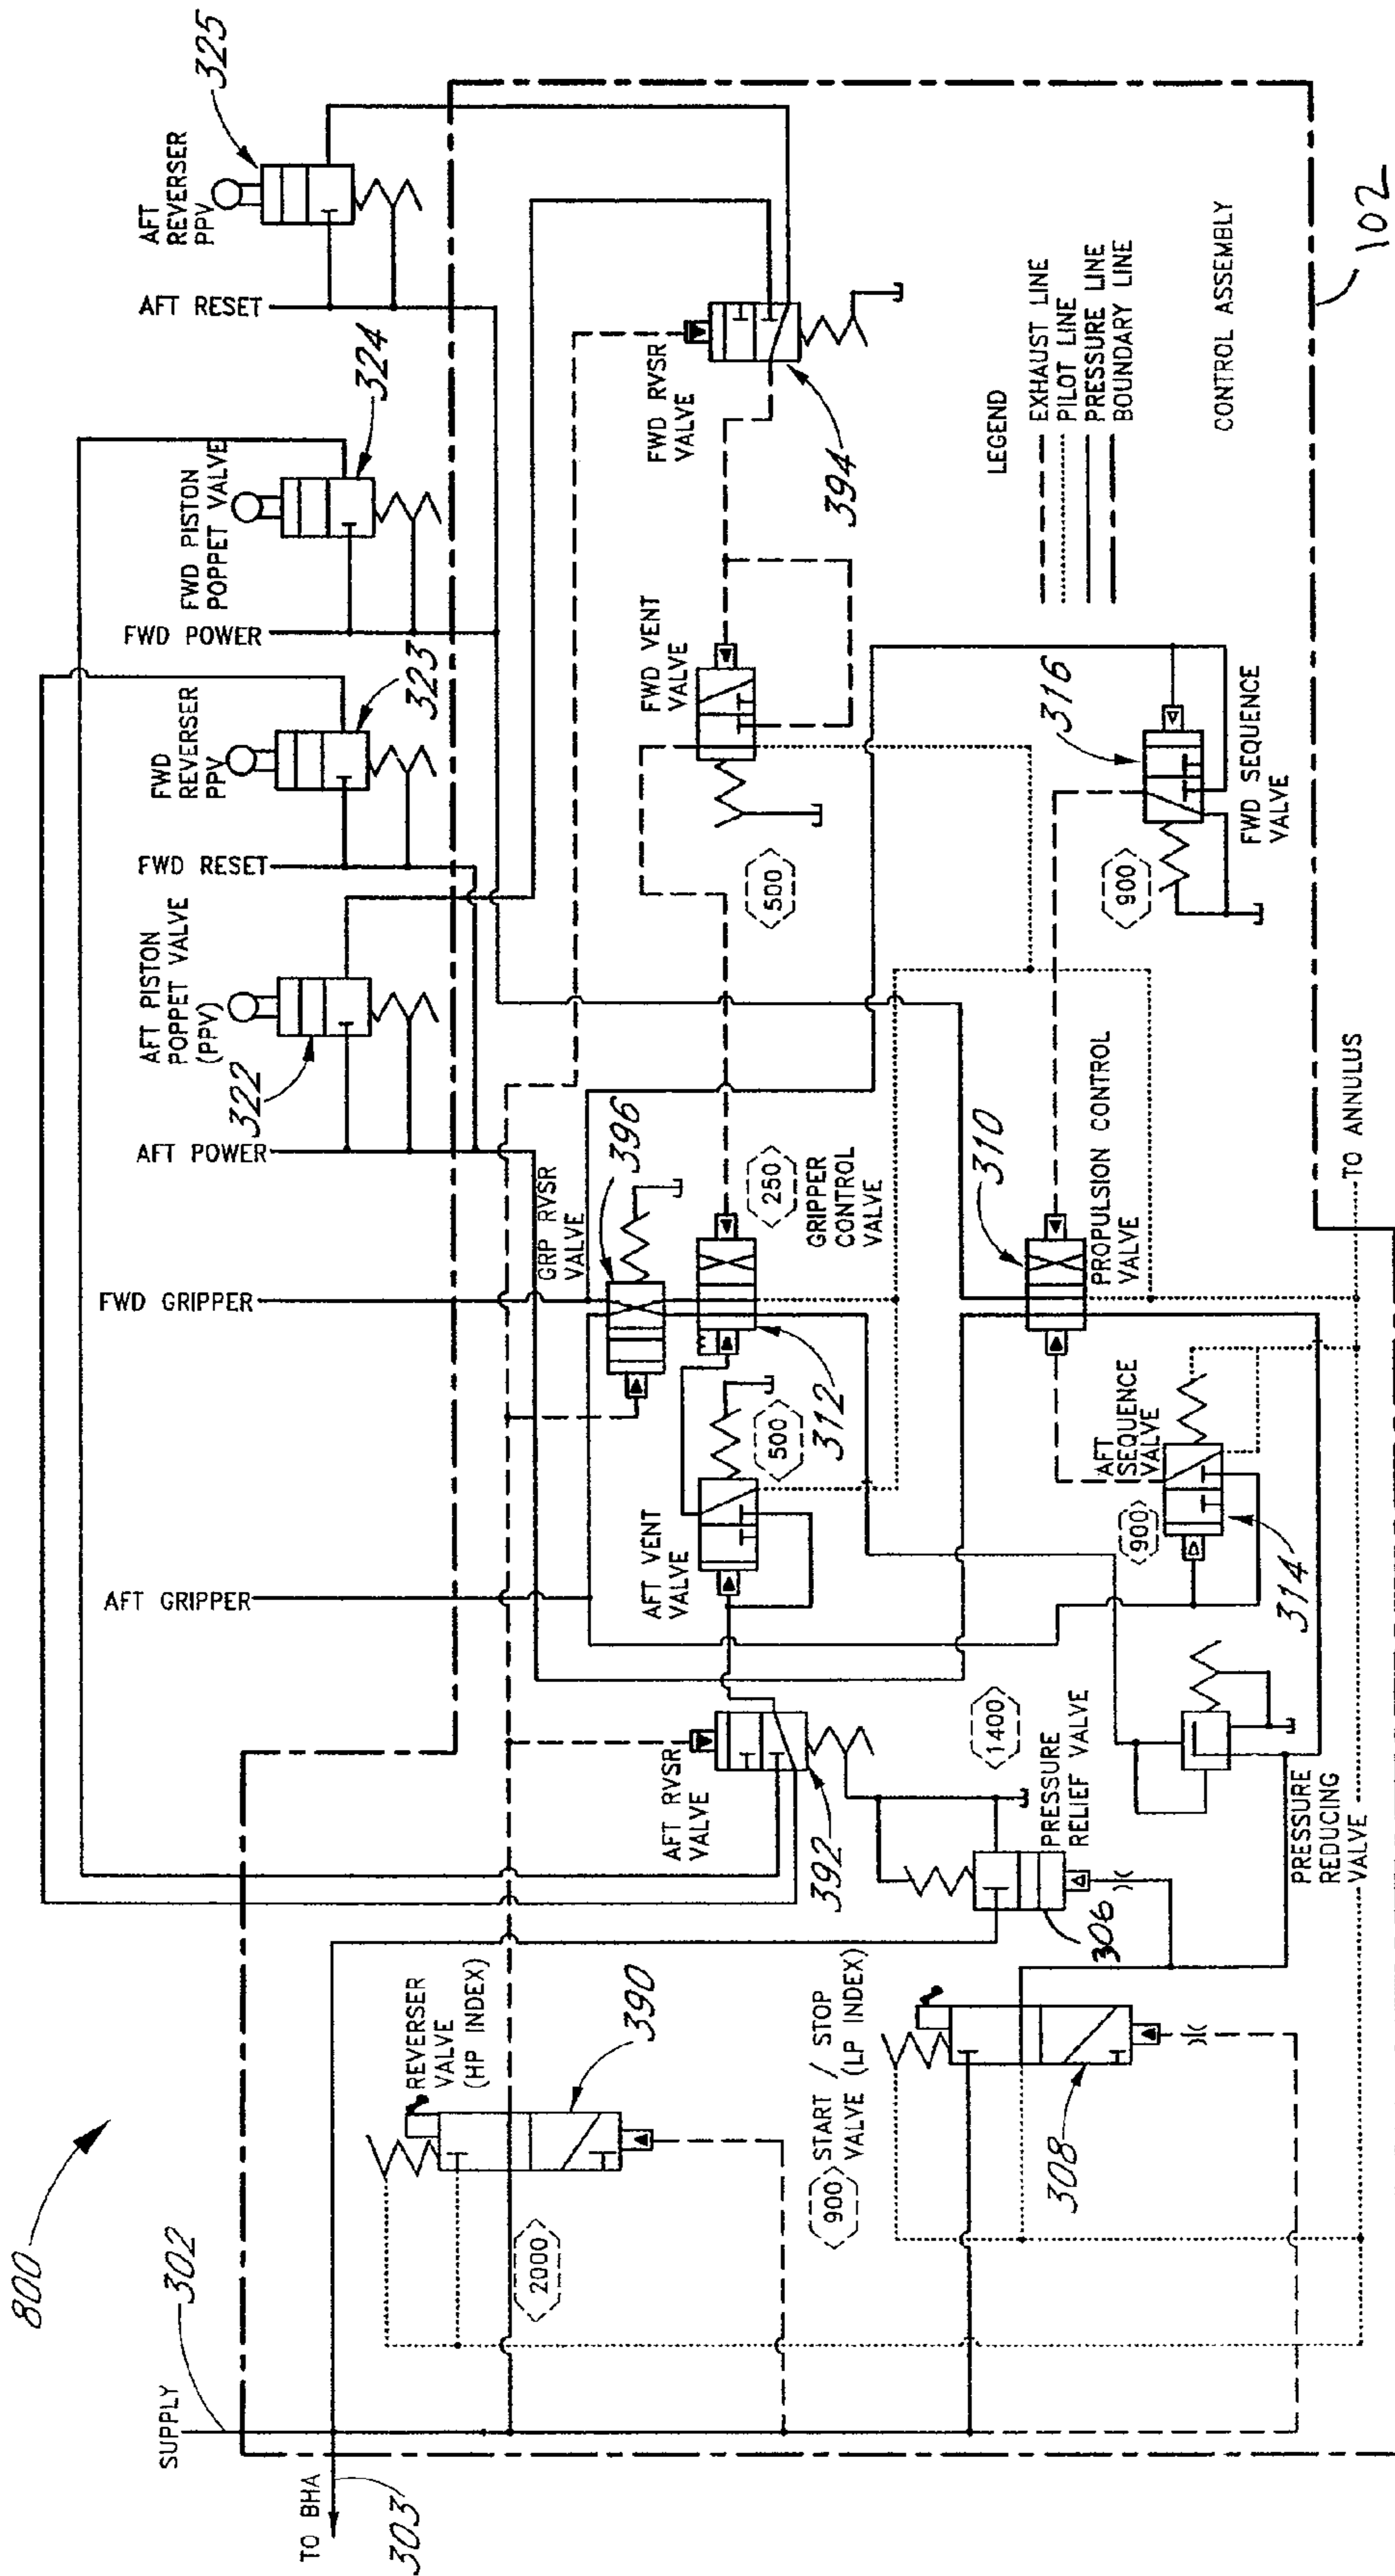 800
SUPPLY
302
TO BHA
303
REVERSER
VALVE
(HP INDEX)
390
2000
900
START / STOP
VALVE (LP INDEX)
308
306
PRESSURE
RELIEF VALVE
1400
PRESSURE
REDUCING
VALVE
AFT RVSR
VALVE
392
AFT VENT
VALVE
500
312
AFT GRIPPER
FWD GRIPPER
GRP RVSR
VALVE
396
250
GRIPPER
CONTROL
VALVE
AFT
SEQUENCE
VALVE
900
314
310
PROPULSION CONTROL
VALVE
TO ANNULUS
AFT POWER
322
AFT PISTON
POPPET VALVE
(PPV)
FWD RESET
FWD
REVERSER
PPV
323
FWD POWER
FWD PISTON
POPPET VALVE
324
AFT RESET
AFT
REVERSER
PPV
325
FWD VENT
VALVE
500
FWD RVSR
VALVE
394
900
316
FWD SEQUENCE
VALVE
LEGEND
EXHAUST LINE
PILOT LINE
PRESSURE LINE
BOUNDARY LINE
CONTROL ASSEMBLY
102